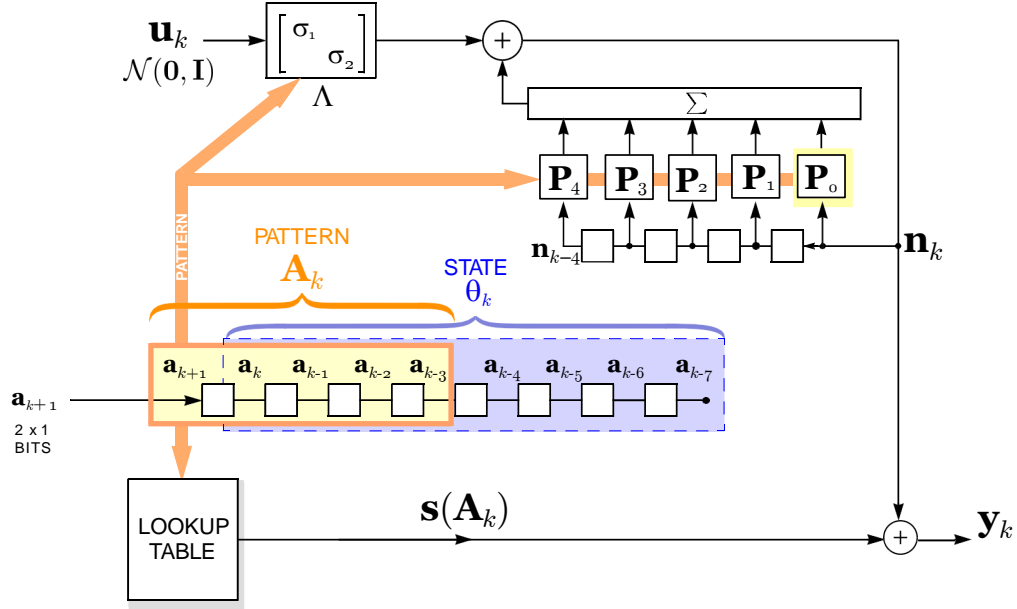 u_k
𝒩(0, I)
σ₁
σ₂
Λ
+
Σ
P₄
P₃
P₂
P₁
P₀
n_{k−4}
n_k
PATTERN
PATTERN
A_k
STATE
θ_k
a_{k+1}
a_k
a_{k-1}
a_{k-2}
a_{k-3}
a_{k-4}
a_{k-5}
a_{k-6}
a_{k-7}
a_{k+1}
2 x 1
BITS
LOOKUP
TABLE
s(A_k)
+
y_k